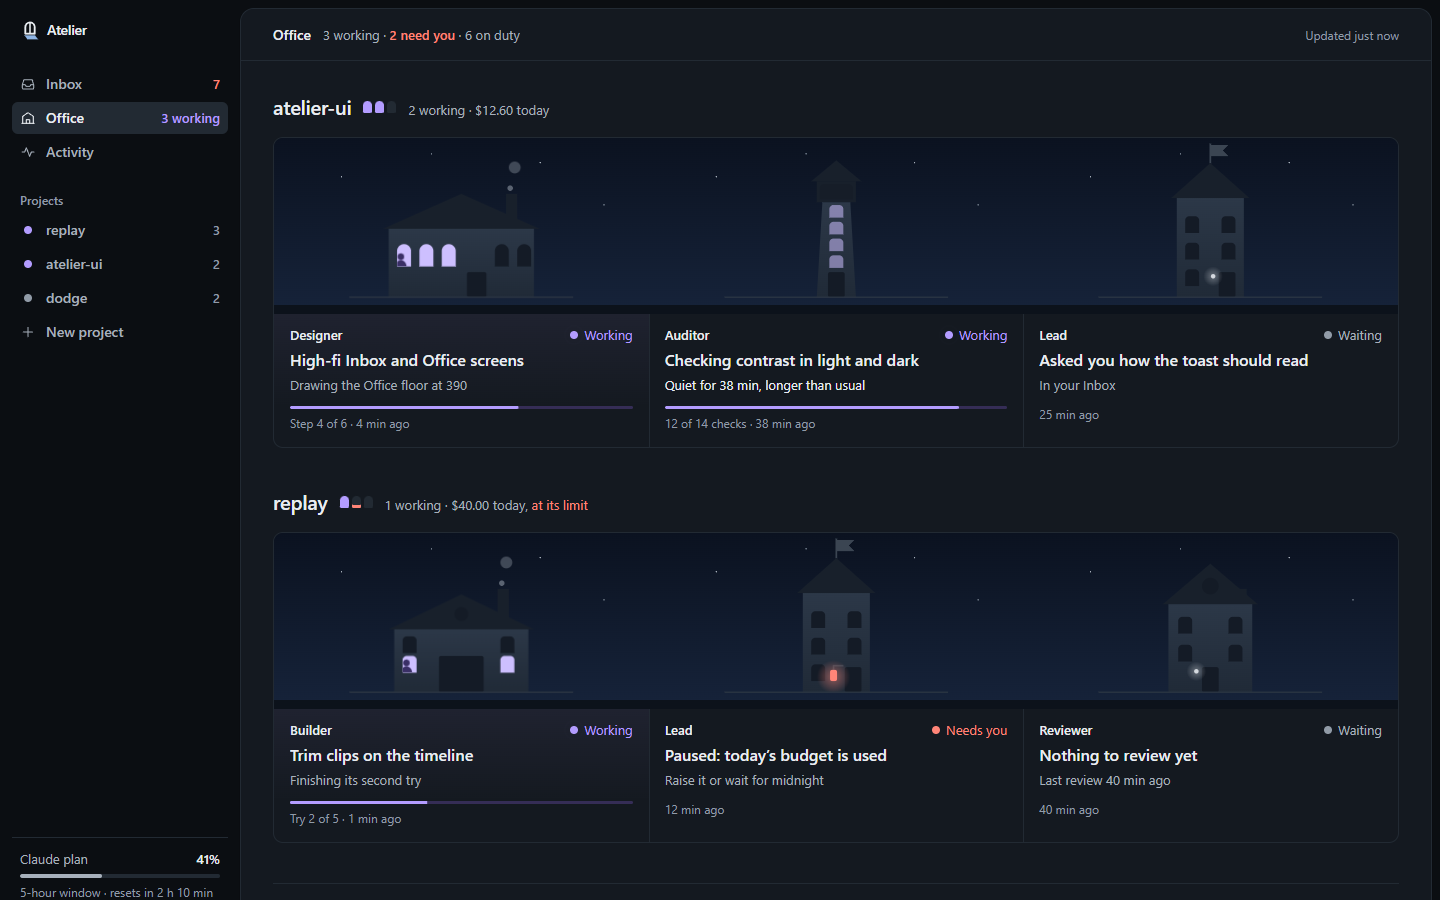 Atelier
Inbox 7
Office 3 working
Activity
Projects
replay 3
atelier-ui 2
dodge 2
New project
Claude plan 41%
5-hour window · resets in 2 h 10 min
Office 3 working · 2 need you · 6 on duty
Updated just now
atelier-ui 2 working · $12.60 today
Designer Working
High-fi Inbox and Office screens
Drawing the Office floor at 390
Step 4 of 6 · 4 min ago
Auditor Working
Checking contrast in light and dark
Quiet for 38 min, longer than usual
12 of 14 checks · 38 min ago
Lead Waiting
Asked you how the toast should read
In your Inbox
25 min ago
replay 1 working · $40.00 today, at its limit
Builder Working
Trim clips on the timeline
Finishing its second try
Try 2 of 5 · 1 min ago
Lead Needs you
Paused: today’s budget is used
Raise it or wait for midnight
12 min ago
Reviewer Waiting
Nothing to review yet
Last review 40 min ago
40 min ago